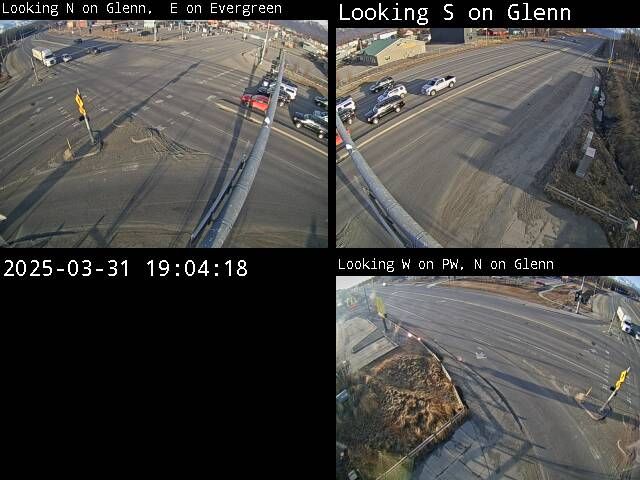 Looking N on Glenn,  E on Evergreen
Looking S on Glenn
2025-03-31 19:04:18
Looking W on PW, N on Glenn